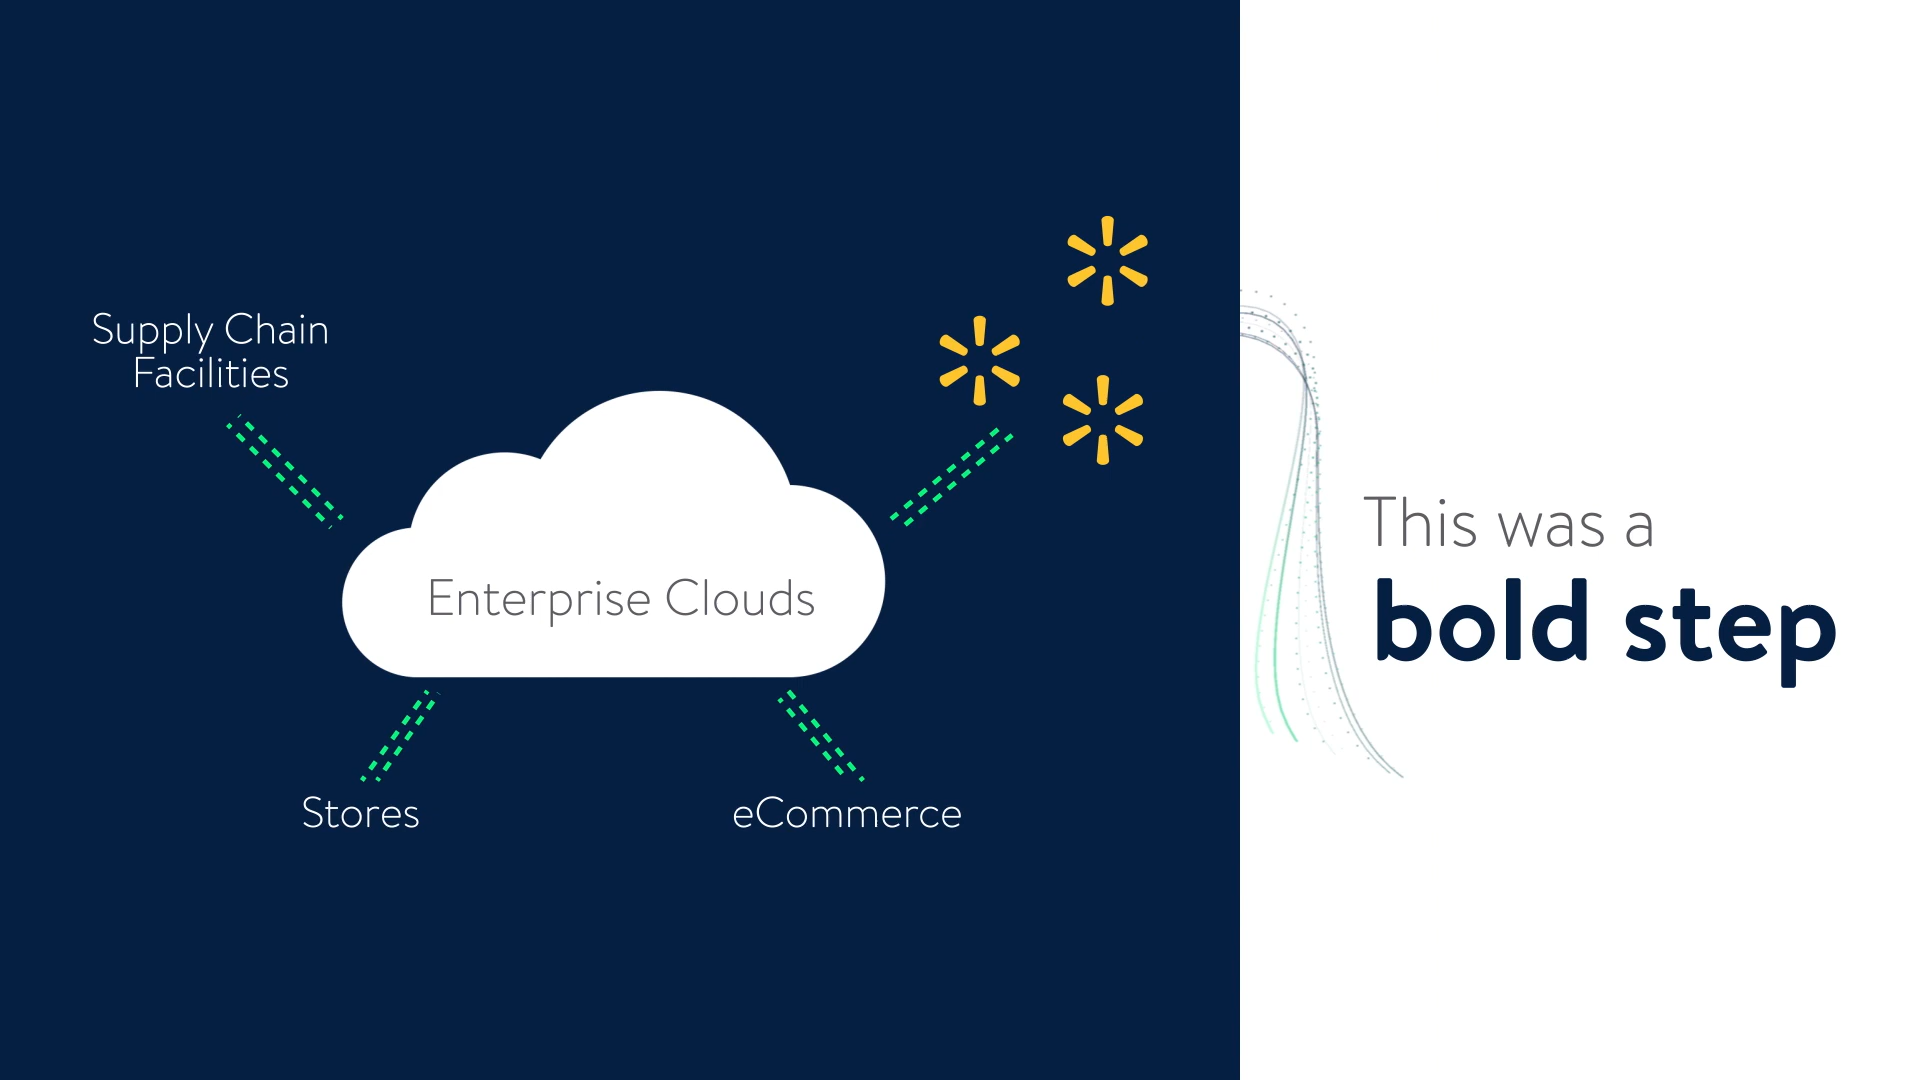 Supply Chain
Facilities
Enterprise Clouds
Stores
eCommerce
This was a
bold step